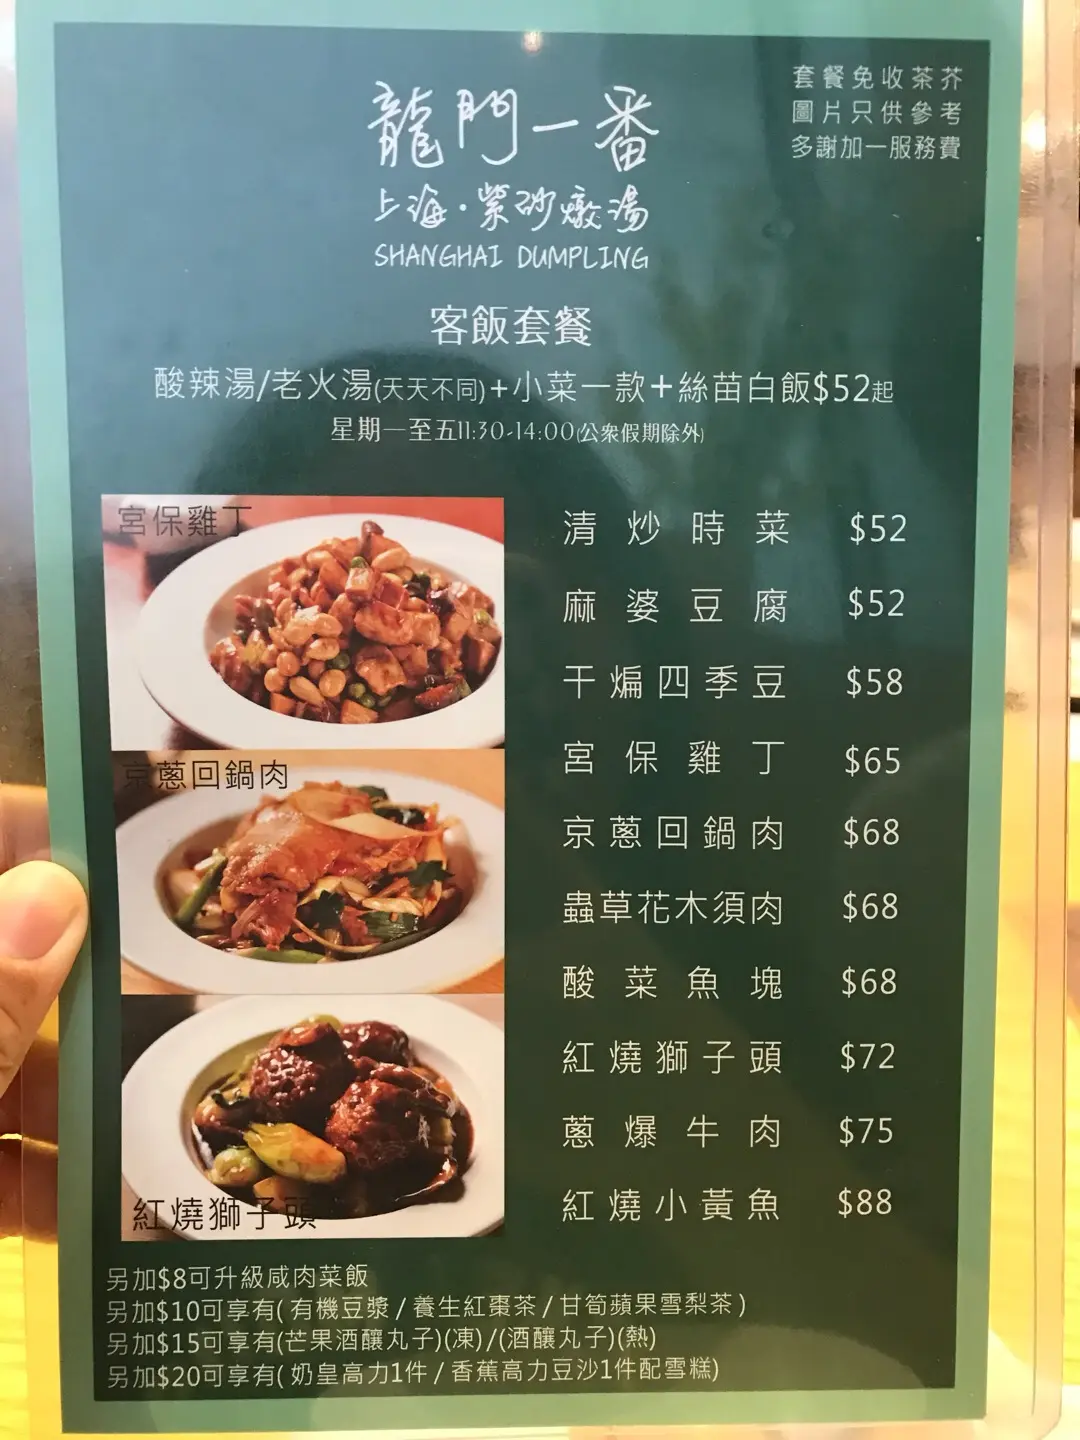 套餐免收茶芥
圖片只供參考
多謝加一服務費
龍門一番
上海·紫砂燉湯
SHANGHAI DUMPLING
客飯套餐
酸辣湯/老火湯(天天不同)+小菜一款+絲苗白飯$52起
星期一至五11:30-14:00(公衆假期除外)
宮保雞丁
京蔥回鍋肉
紅燒獅子頭
清炒時菜 $52
麻婆豆腐 $52
干煸四季豆 $58
宮保雞丁 $65
京蔥回鍋肉 $68
蟲草花木須肉 $68
酸菜魚塊 $68
紅燒獅子頭 $72
蔥爆牛肉 $75
紅燒小黃魚 $88
另加$8可升級咸肉菜飯
另加$10可享有(有機豆漿/養生紅棗茶/甘筍蘋果雪梨茶)
另加$15可享有(芒果酒釀丸子)(凍)/(酒釀丸子)(熱)
另加$20可享有(奶皇高力1件/香蕉高力豆沙1件配雪糕)